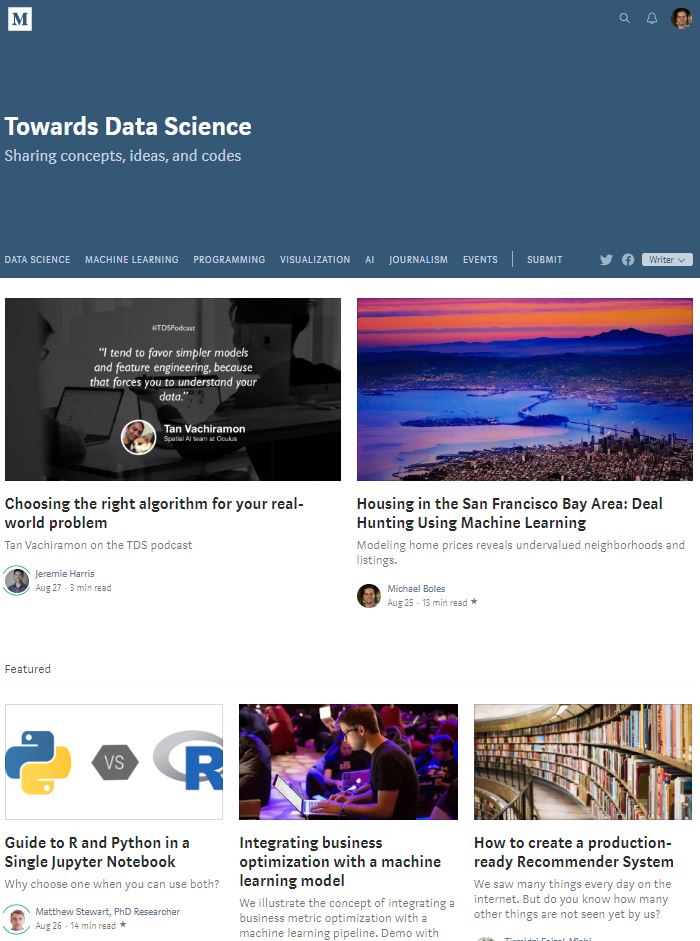 M
Towards Data Science
Sharing concepts, ideas, and codes
DATA SCIENCE MACHINE LEARNING PROGRAMMING VISUALIZATION AI JOURNALISM EVENTS SUBMIT Writer
#TDSPodcast
“I tend to favor simpler models
and feature engineering, because
that forces you to understand your
data.”
Tan Vachiramon
Spatial AI team at Oculus
Choosing the right algorithm for your real-
world problem
Tan Vachiramon on the TDS podcast
Jeremie Harris
Aug 27 · 3 min read
Housing in the San Francisco Bay Area: Deal
Hunting Using Machine Learning
Modeling home prices reveals undervalued neighborhoods and
listings.
Michael Boles
Aug 25 · 13 min read ★
Featured
VS
R
Guide to R and Python in a
Single Jupyter Notebook
Why choose one when you can use both?
Matthew Stewart, PhD Researcher
Aug 26 · 14 min read ★
Integrating business
optimization with a machine
learning model
We illustrate the concept of integrating a
business metric optimization with a
machine learning pipeline. Demo with
How to create a production-
ready Recommender System
We saw many things every day on the
internet. But do you know how many
other things are not seen yet by us?